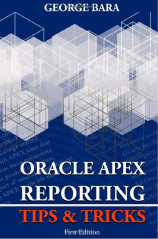 GEORGE BARA
ORACLE APEX
REPORTING
TIPS & TRICKS
First Edition